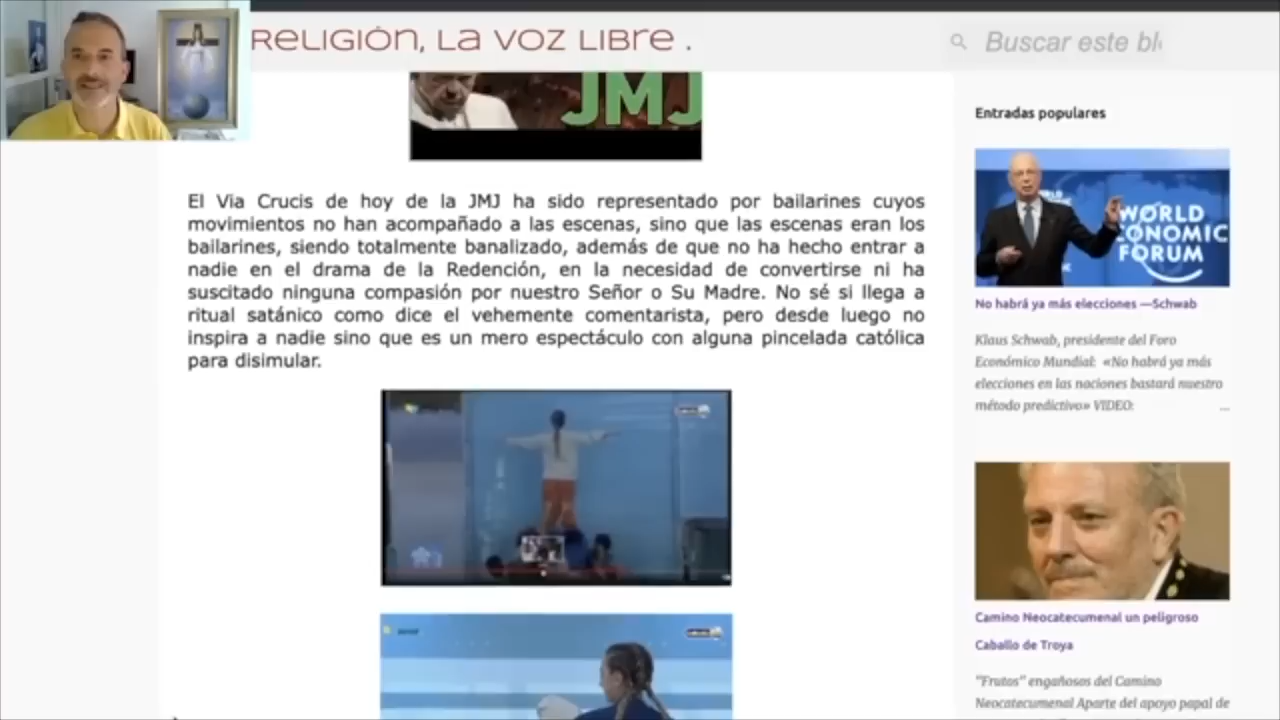 Religión, la voz libre .
Buscar este bl
JMJ
El Via Crucis de hoy de la JMJ ha sido representado por bailarines cuyos
movimientos no han acompañado a las escenas, sino que las escenas eran los
bailarines, siendo totalmente banalizado, además de que no ha hecho entrar a
nadie en el drama de la Redención, en la necesidad de convertirse ni ha
suscitado ninguna compasión por nuestro Señor o Su Madre. No sé si llega a
ritual satánico como dice el vehemente comentarista, pero desde luego no
inspira a nadie sino que es un mero espectáculo con alguna pincelada católica
para disimular.
Entradas populares
WORLD
ECONOMIC
FORUM
No habrá ya más elecciones —Schwab
Klaus Schwab, presidente del Foro
Económico Mundial: «No habrá ya más
elecciones en las naciones bastará nuestro
método predictivo» VIDEO:
...
Camino Neocatecumenal un peligroso
Caballo de Troya
"Frutos" engañosos del Camino
Neocatecumenal Aparte del apoyo papal de